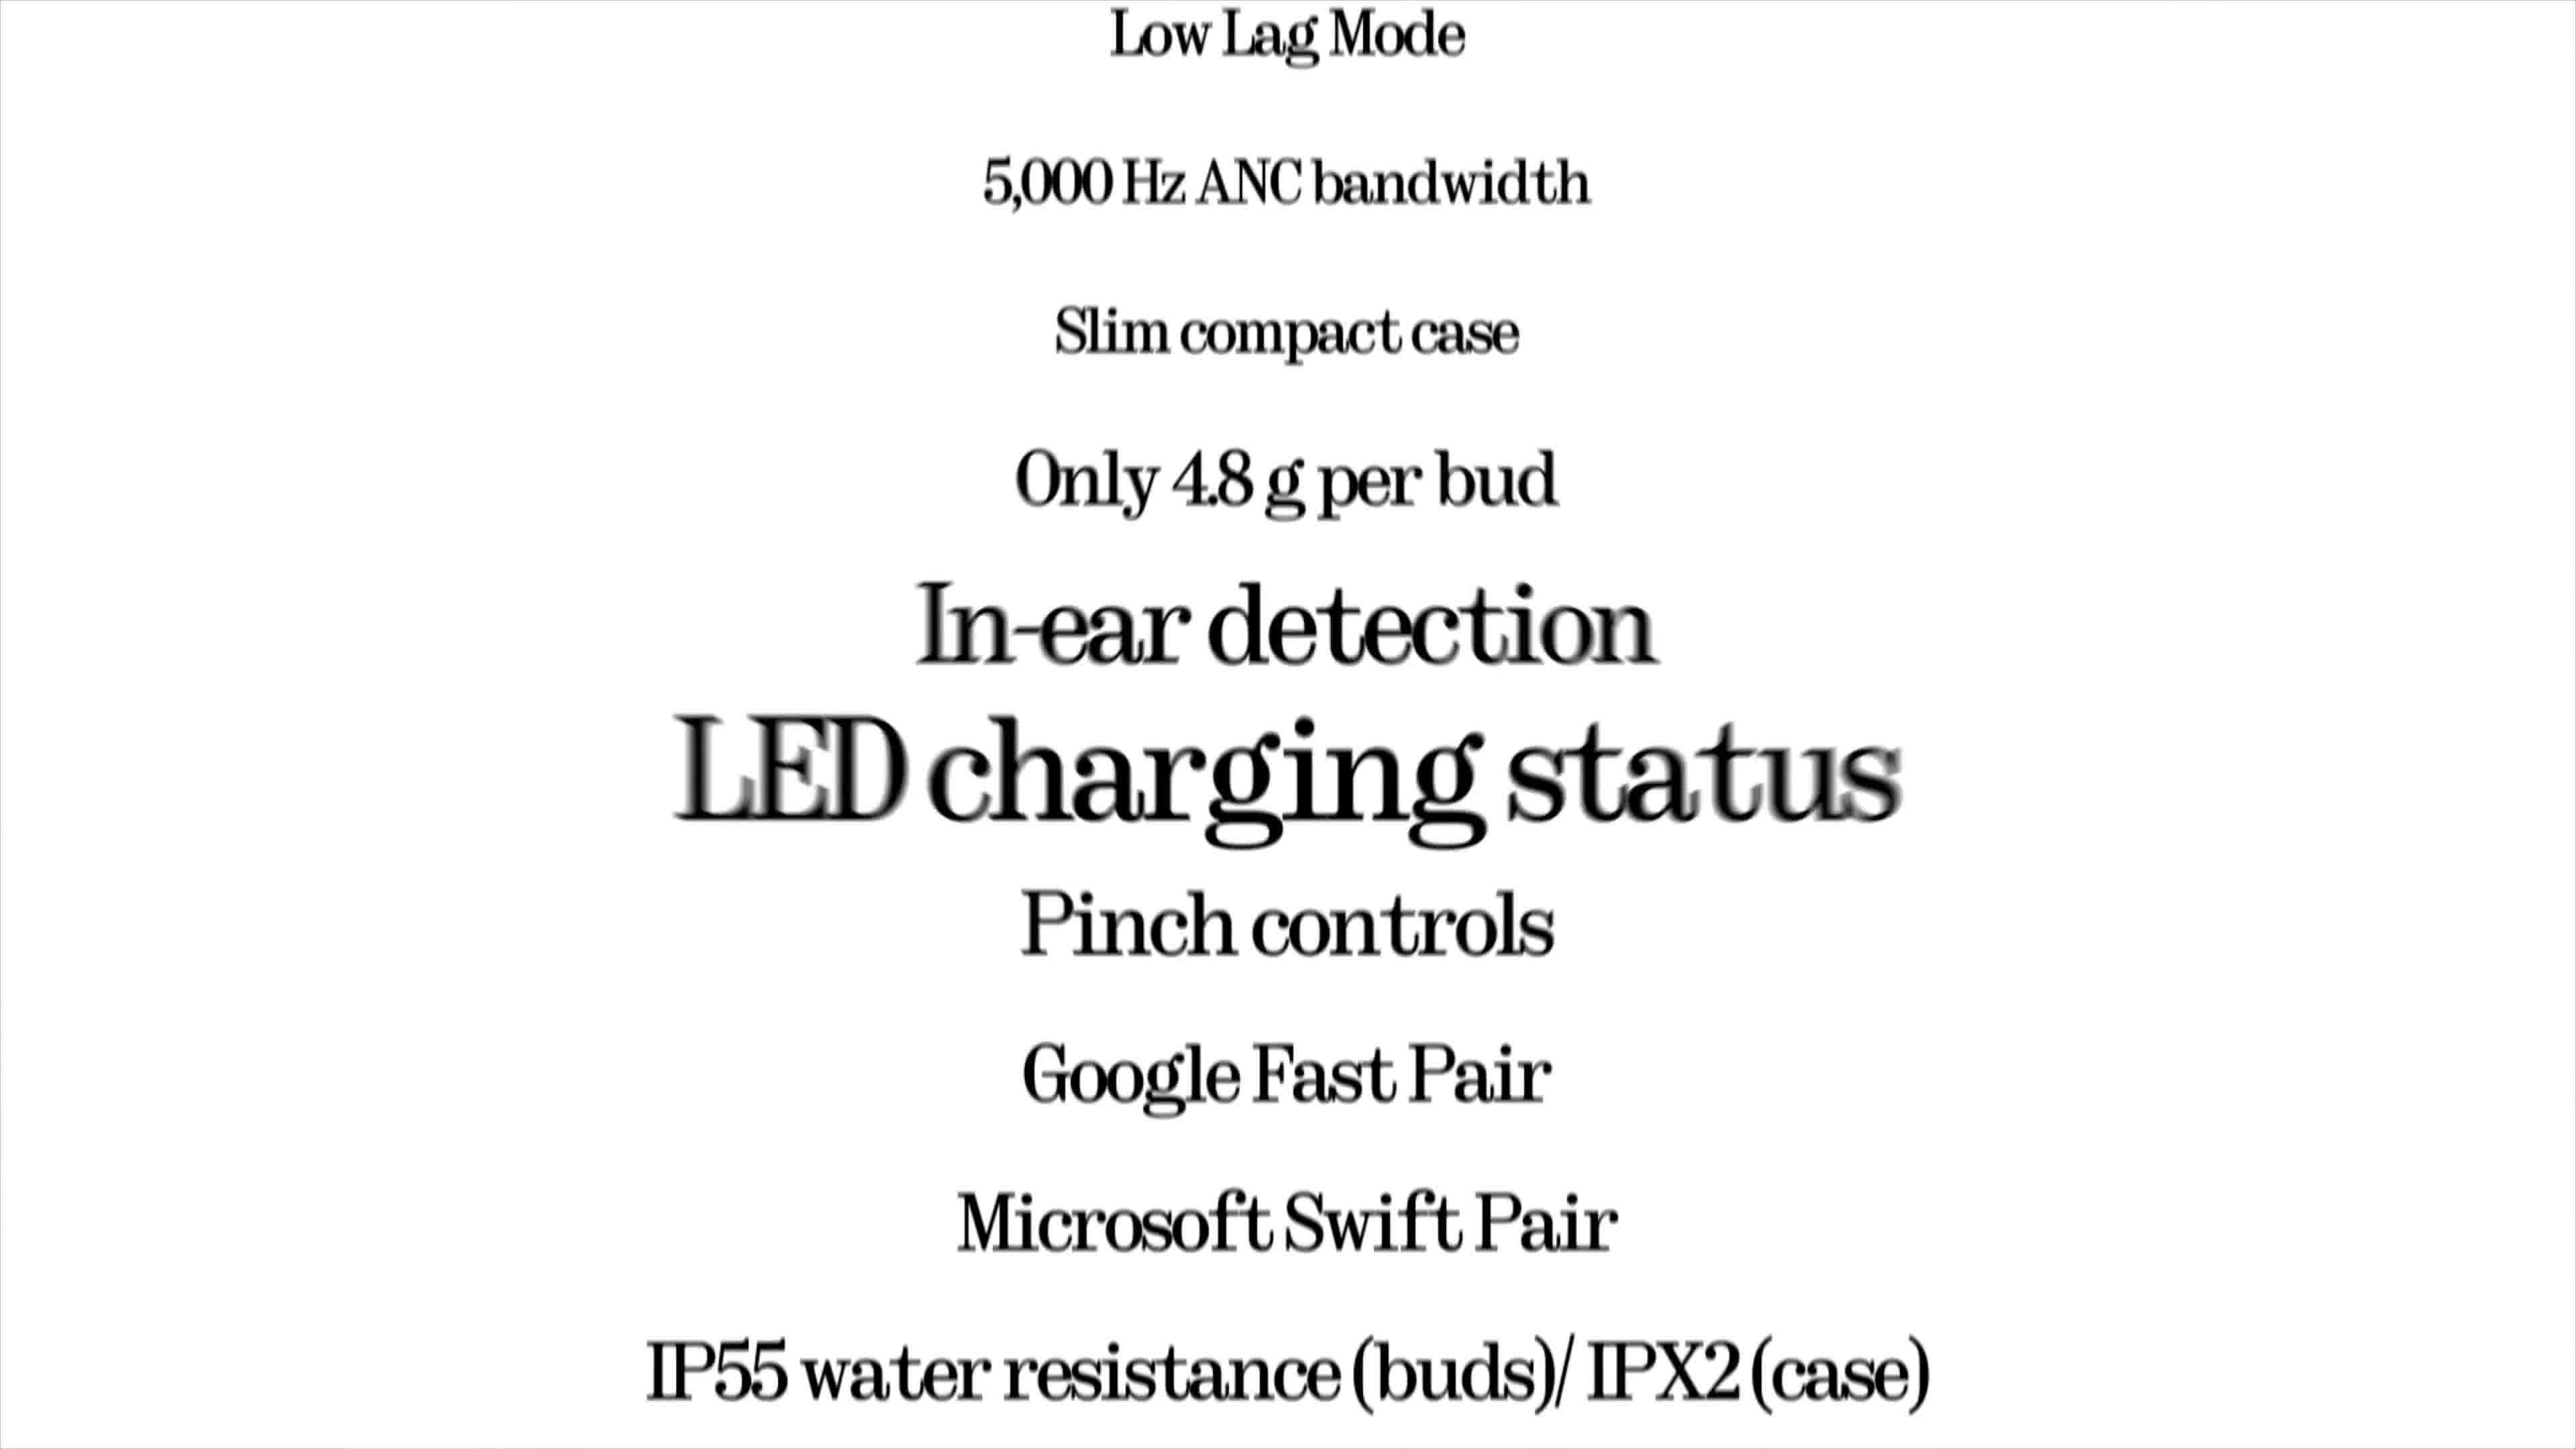 Low Lag Mode
5,000 Hz ANC bandwidth
Slim compact case
Only 4.8 g per bud
In-ear detection
LED charging status
Pinch controls
Google Fast Pair
Microsoft Swift Pair
IP55 water resistance (buds)/ IPX2 (case)